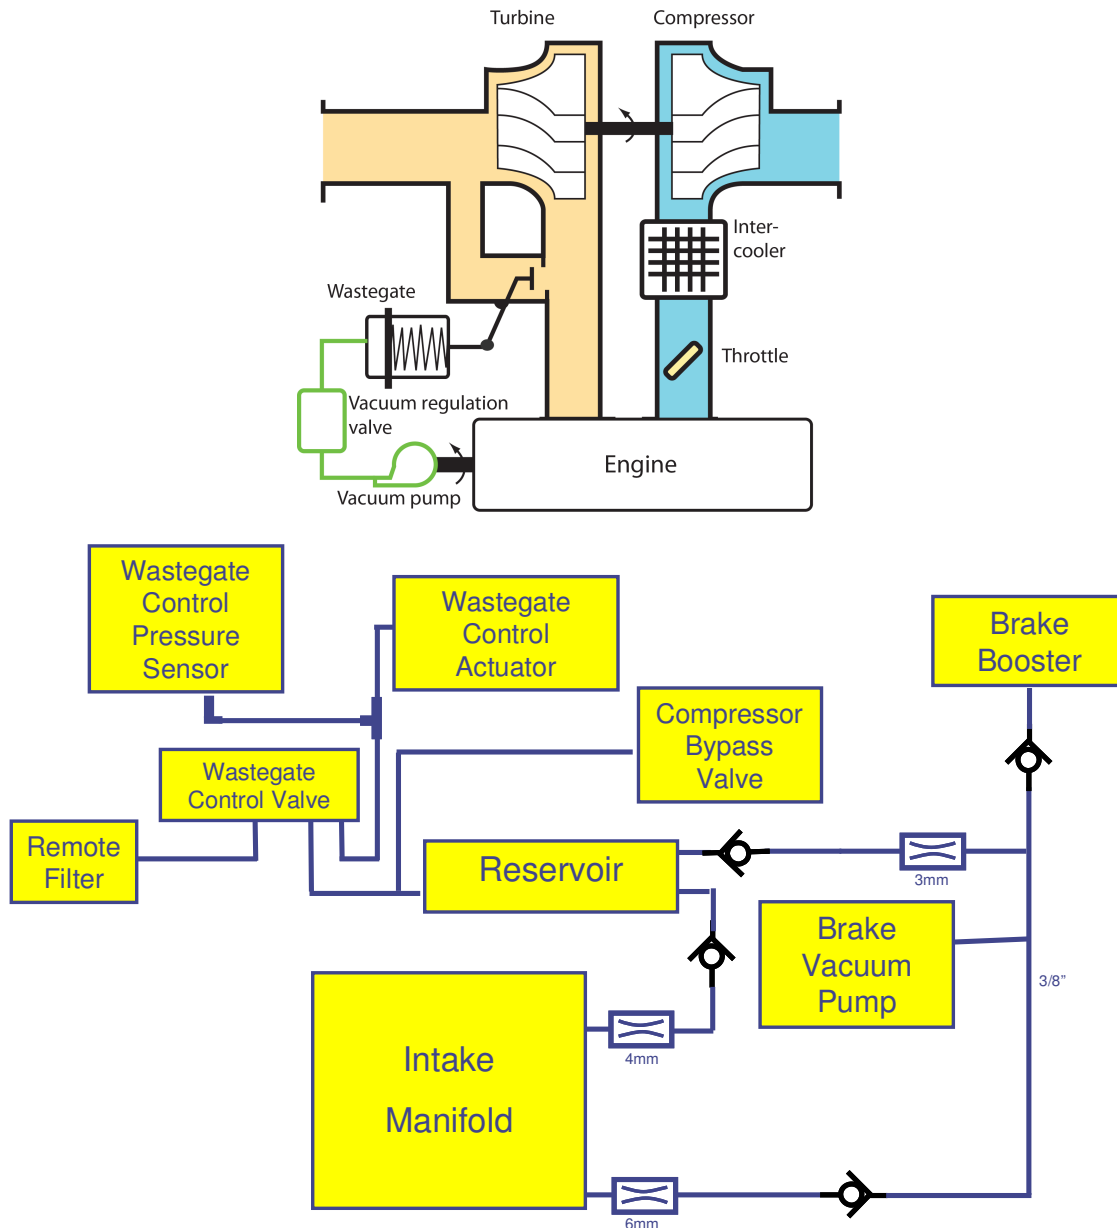 Turbine
Compressor
Inter-
cooler
Wastegate
Throttle
Vacuum regulation
valve
Engine
Vacuum pump
Wastegate
Control
Pressure
Sensor
Wastegate
Control
Actuator
Brake
Booster
Compressor
Bypass
Valve
Wastegate
Control Valve
Remote
Filter
Reservoir
3mm
Brake
Vacuum
Pump
3/8”
Intake
Manifold
4mm
6mm